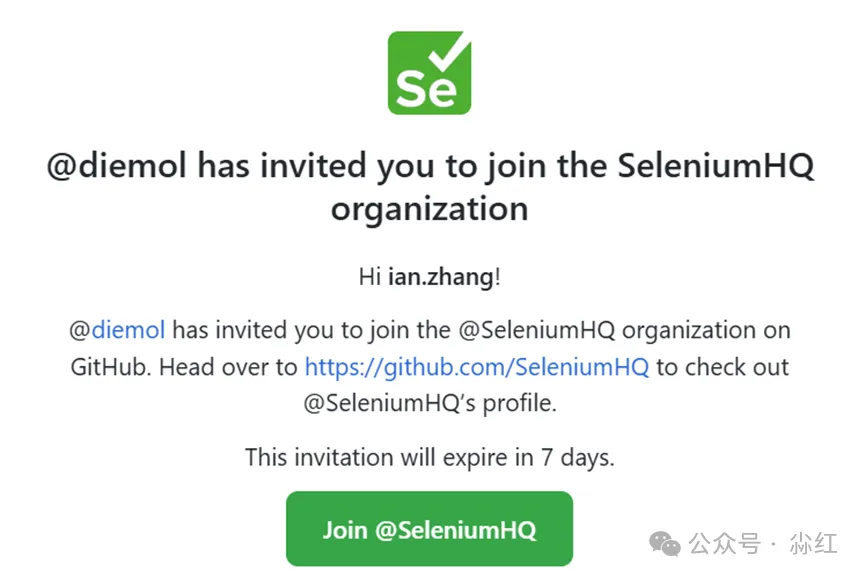 Se
@diemol has invited you to join the SeleniumHQ
organization
Hi ian.zhang!
@diemol has invited you to join the @SeleniumHQ organization on
GitHub. Head over to https://github.com/SeleniumHQ to check out
@SeleniumHQ's profile.
This invitation will expire in 7 days.
Join @SeleniumHQ
公众号 · 尛红